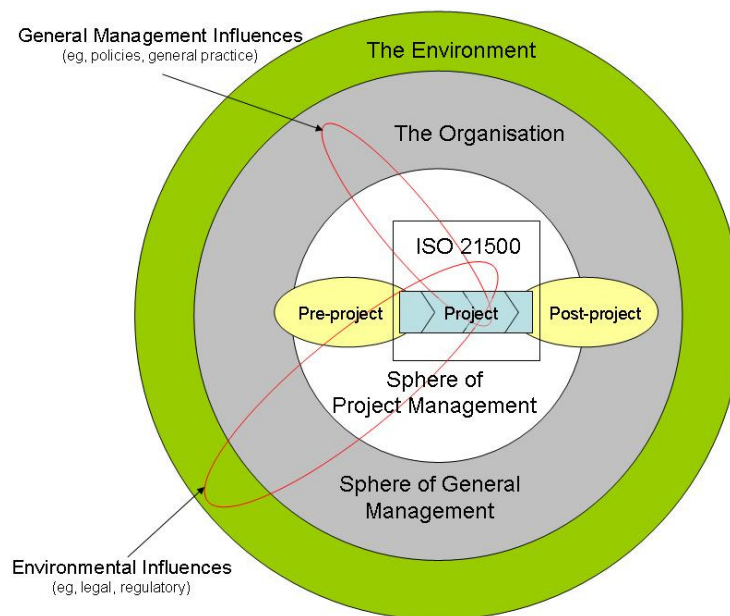 General Management Influences
(eg, policies, general practice)
The Environment
The Organisation
ISO 21500
Pre-project
Project
Post-project
Sphere of
Project Management
Sphere of General
Management
Environmental Influences
(eg, legal, regulatory)